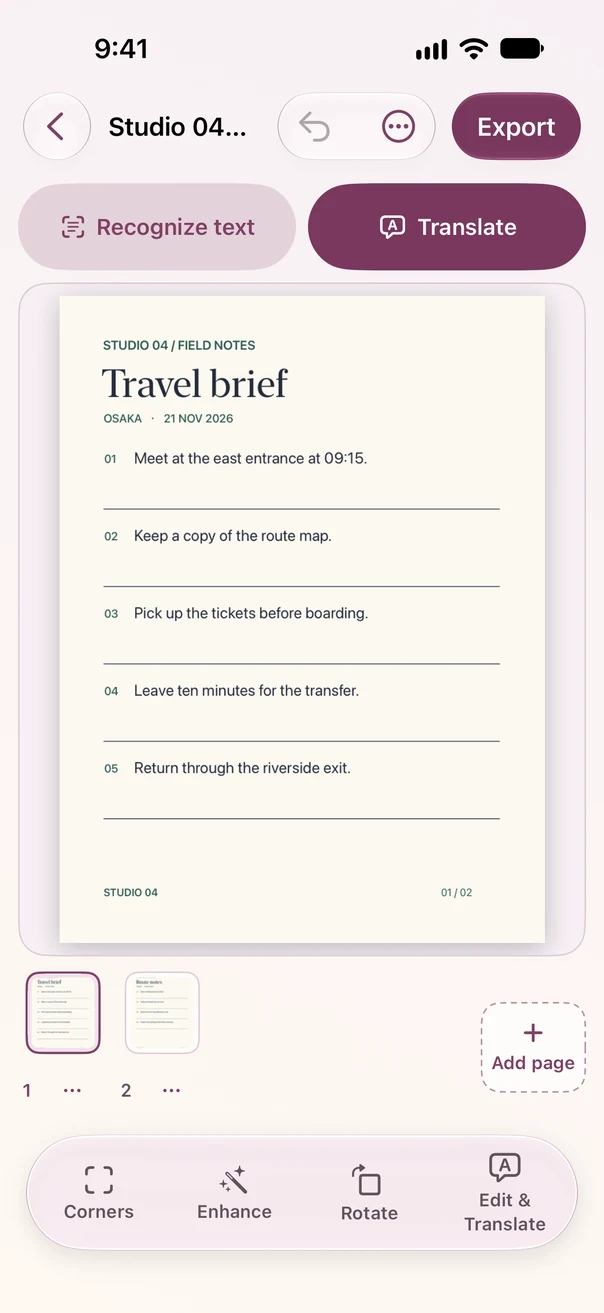 9:41
Studio 04...
Export
Recognize text
Translate
STUDIO 04 / FIELD NOTES
Travel brief
OSAKA · 21 NOV 2026
01 Meet at the east entrance at 09:15.
02 Keep a copy of the route map.
03 Pick up the tickets before boarding.
04 Leave ten minutes for the transfer.
05 Return through the riverside exit.
STUDIO 04 01 / 02
Travel brief
Route notes
Add page
1 ... 2 ...
Corners
Enhance
Rotate
Edit &
Translate